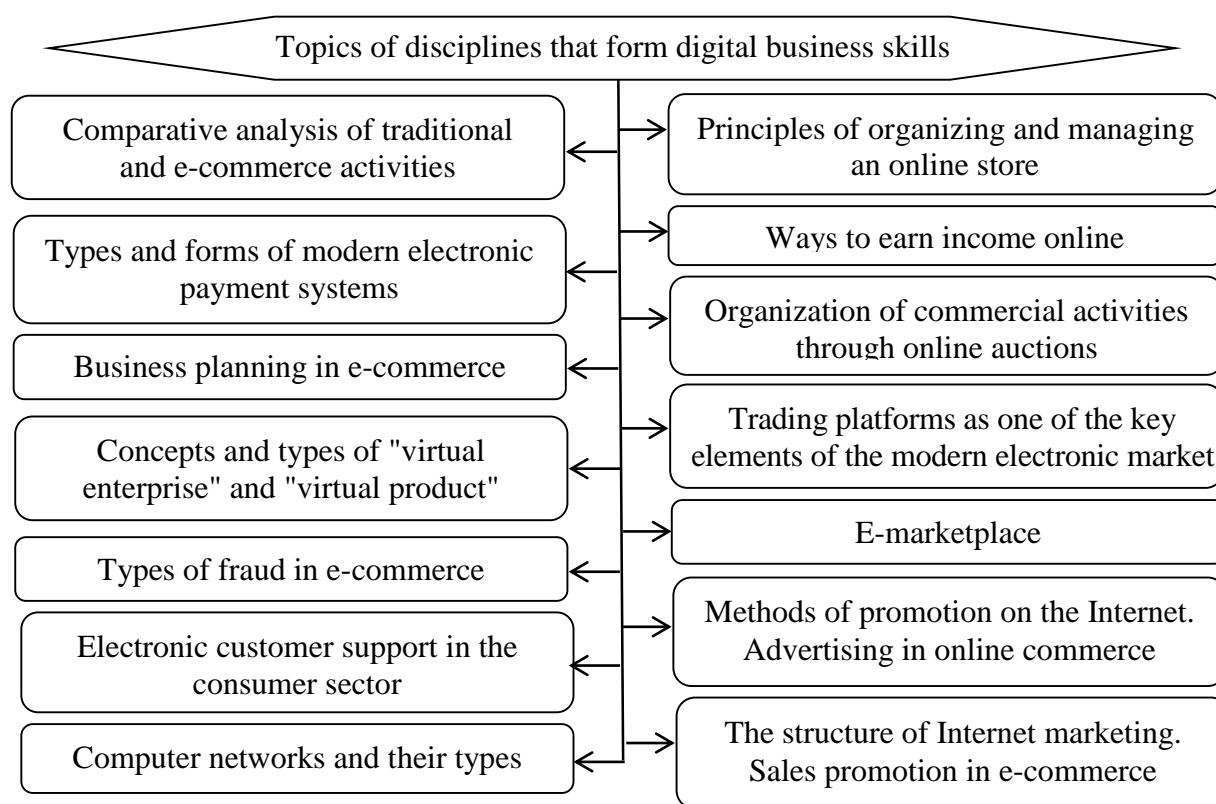 Topics of disciplines that form digital business skills
Comparative analysis of traditional
and e-commerce activities
Types and forms of modern electronic
payment systems
Business planning in e-commerce
Concepts and types of "virtual
enterprise" and "virtual product"
Types of fraud in e-commerce
Electronic customer support in the
consumer sector
Computer networks and their types
Principles of organizing and managing
an online store
Ways to earn income online
Organization of commercial activities
through online auctions
Trading platforms as one of the key
elements of the modern electronic market
E-marketplace
Methods of promotion on the Internet.
Advertising in online commerce
The structure of Internet marketing.
Sales promotion in e-commerce